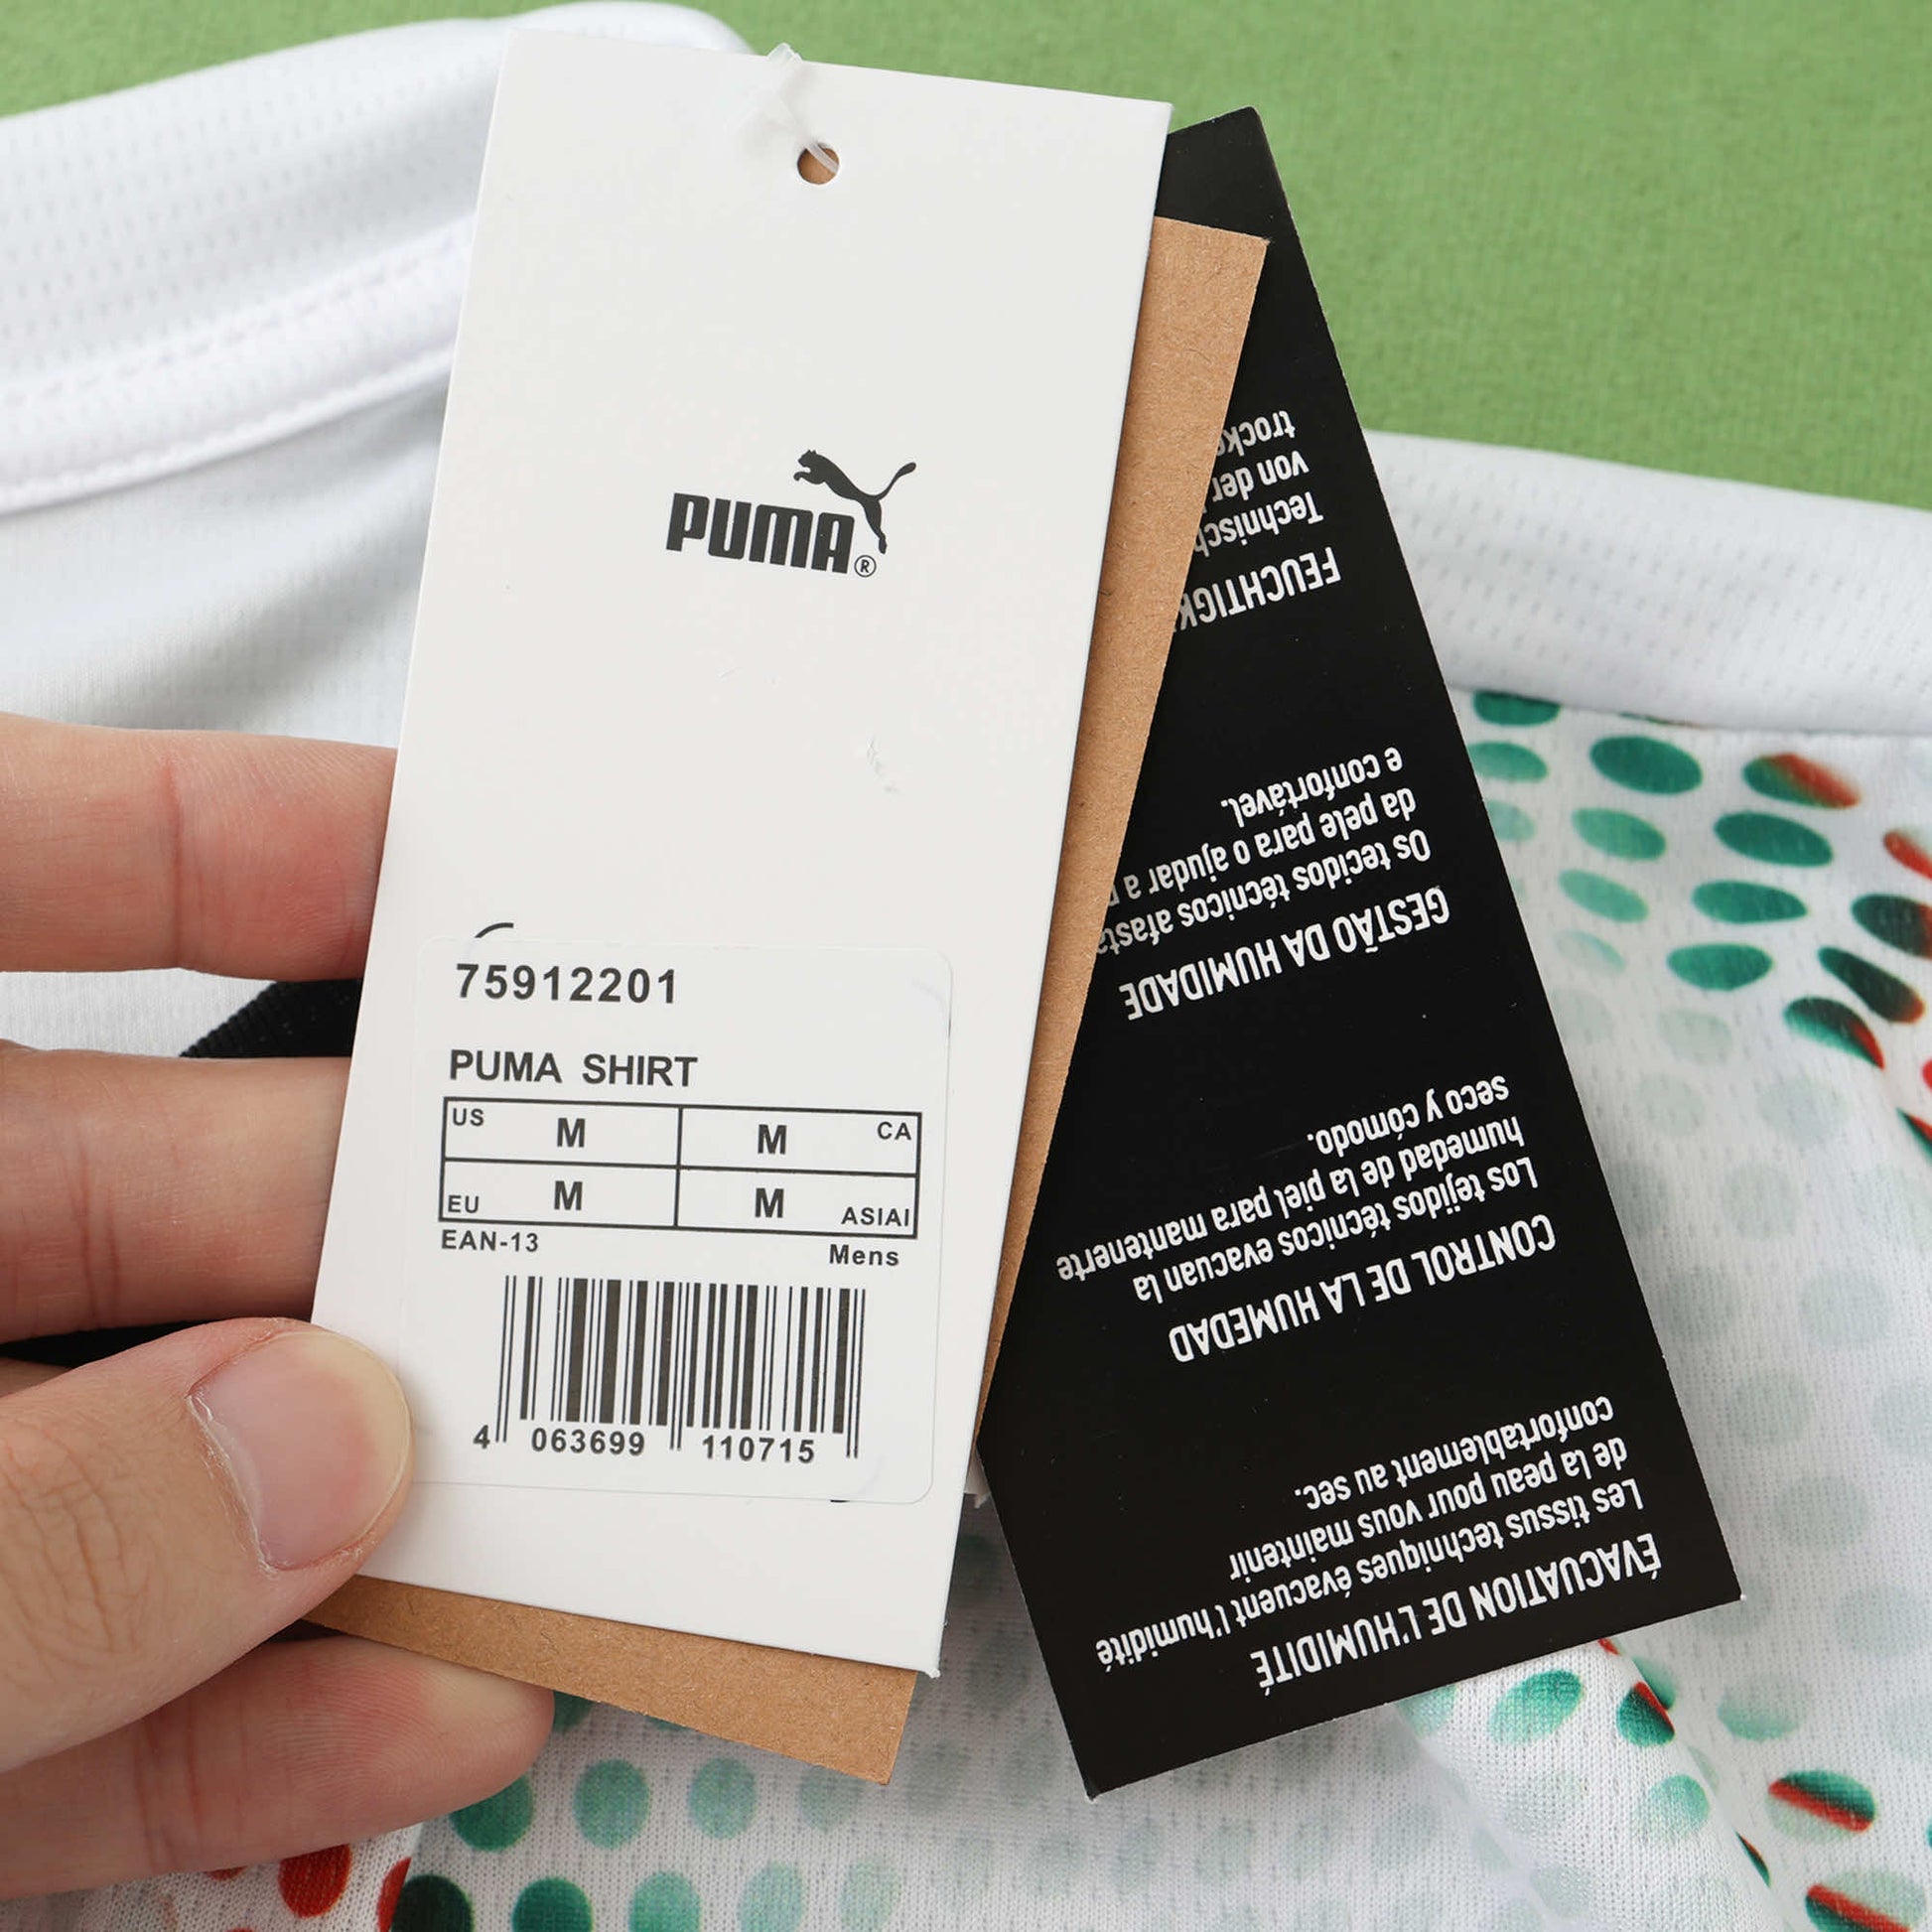 PUMA®
75912201
PUMA SHIRT
US M M CA
EU M M ASIAI
EAN-13 Mens
4 063699 110715
ÉVACUATION DE L'HUMIDITÉ
Les tissus techniques évacuent l'humidité
de la peau pour vous maintenir
confortablement au sec.
CONTROL DE LA HUMEDAD
Los tejidos técnicos evacuan la
humedad de la piel para mantenerte
seco y cómodo.
GESTÃO DA HUMIDADE
Os tecidos técnicos
da pele para o ajudar a
e confortável.
von der